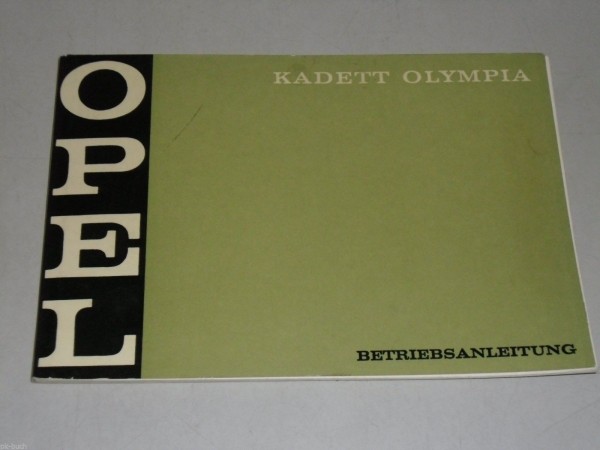 OPEL
KADETT OLYMPIA
BETRIEBSANLEITUNG